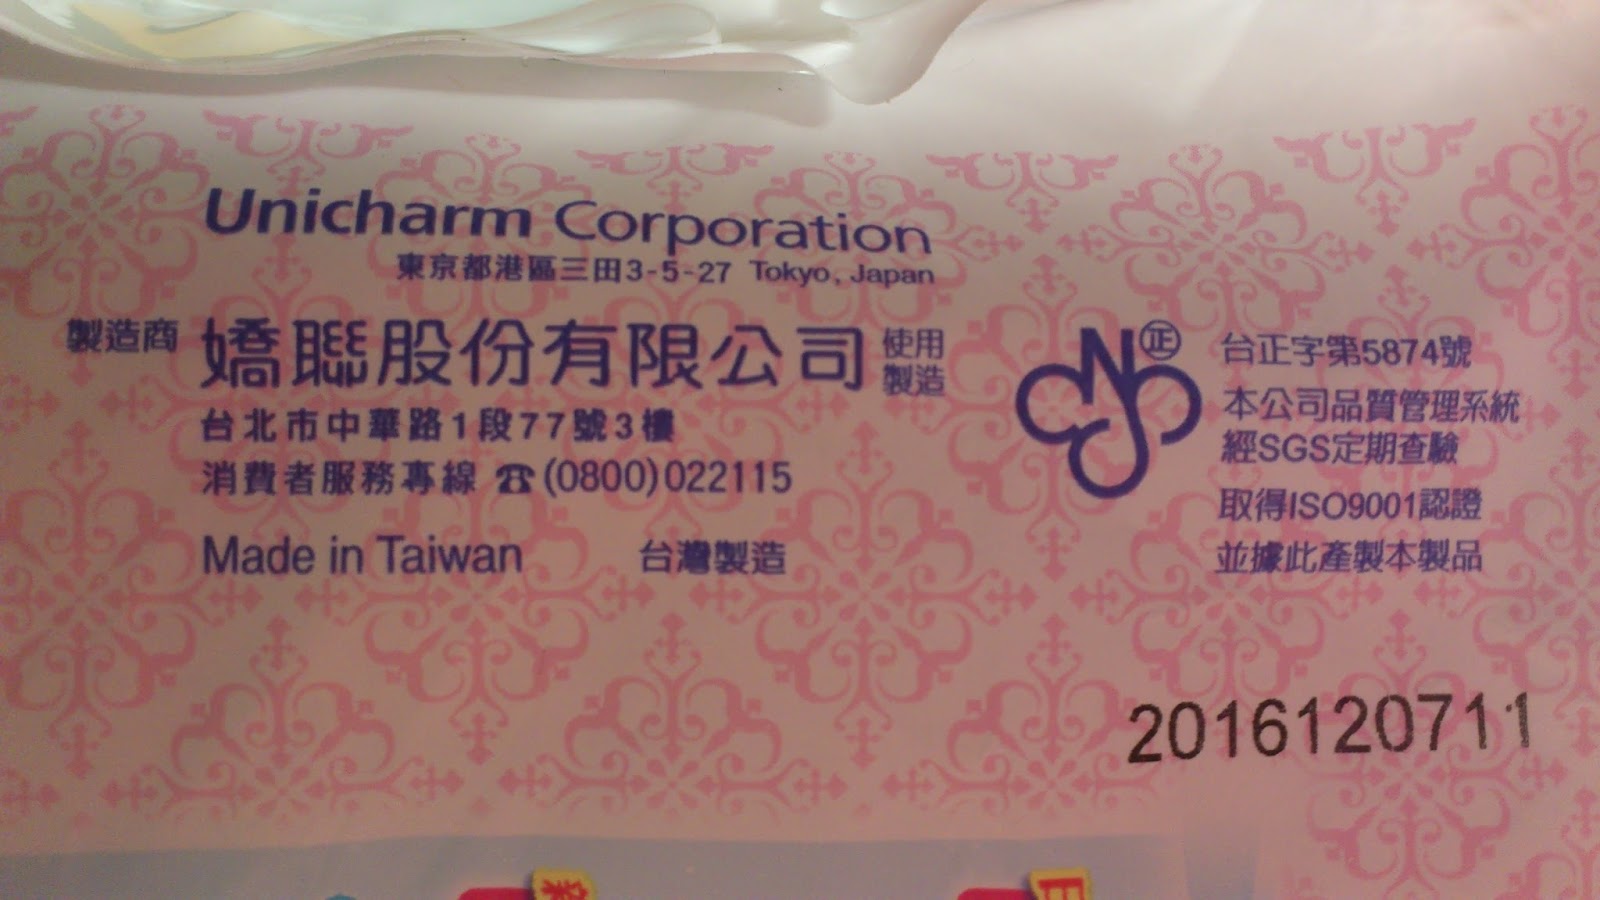 Unicharm Corporation
東京都港區三田3-5-27 Tokyo, Japan
製造商 嬌聯股份有限公司 使用製造
台北市中華路1段77號3樓
消費者服務專線 ☎(0800)022115
Made in Taiwan 台灣製造
正
台正字第5874號
本公司品質管理系統
經SGS定期查驗
取得ISO9001認證
並據此產製本製品
2016120711